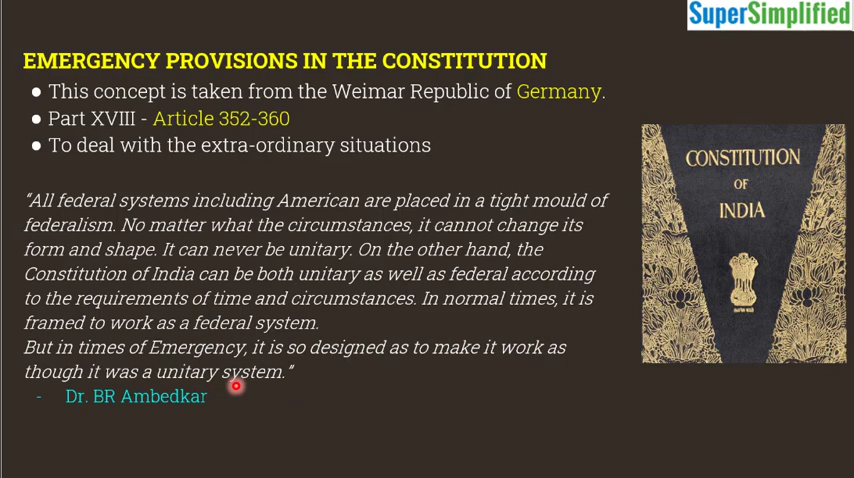 SuperSimplified
EMERGENCY PROVISIONS IN THE CONSTITUTION
● This concept is taken from the Weimar Republic of Germany.
● Part XVIII - Article 352-360
● To deal with the extra-ordinary situations
“All federal systems including American are placed in a tight mould of
federalism. No matter what the circumstances, it cannot change its
form and shape. It can never be unitary. On the other hand, the
Constitution of India can be both unitary as well as federal according
to the requirements of time and circumstances. In normal times, it is
framed to work as a federal system.
But in times of Emergency, it is so designed as to make it work as
though it was a unitary system.”
- Dr. BR Ambedkar
CONSTITUTION
OF
INDIA